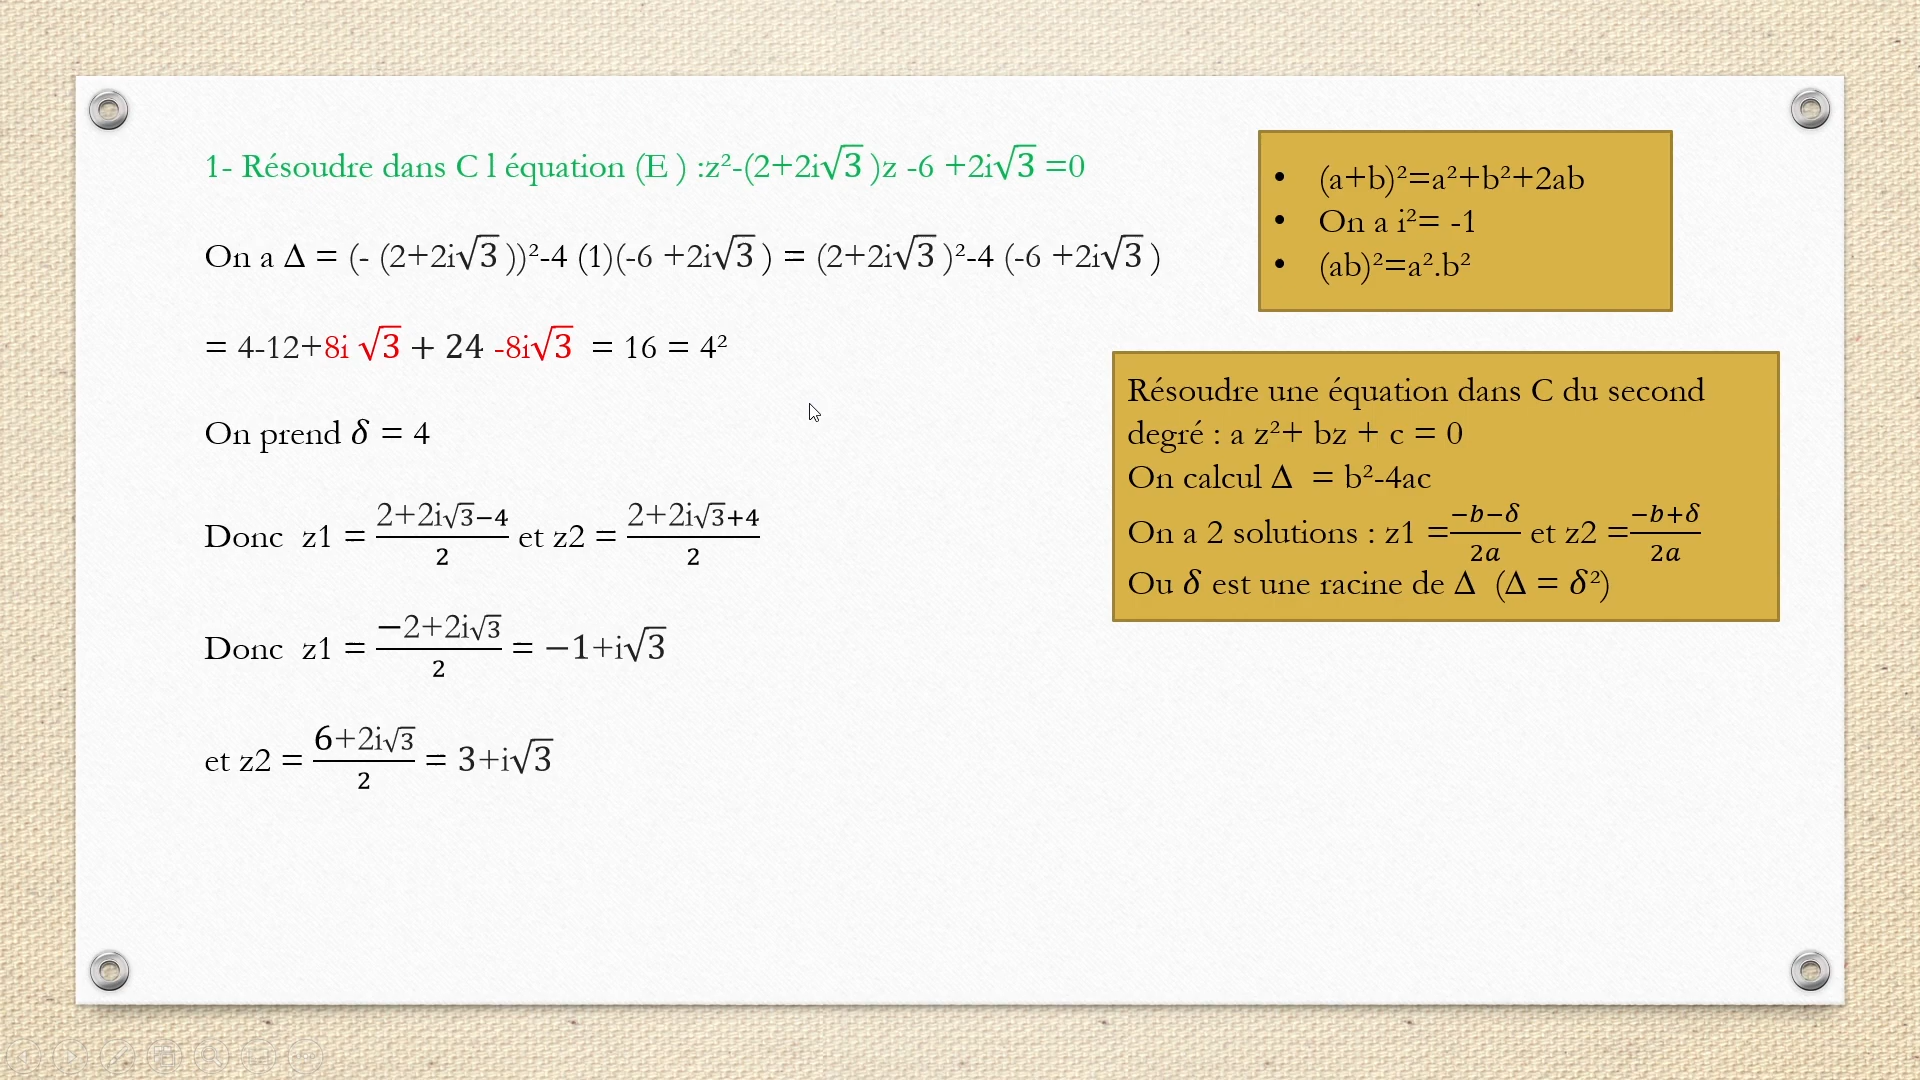 1- Résoudre dans C l équation (E ) :z²-(2+2i√3 )z -6 +2i√3 =0
On a Δ = (- (2+2i√3 ))²-4 (1)(-6 +2i√3 ) = (2+2i√3 )²-4 (-6 +2i√3 )
= 4-12+8i √3 + 24 -8i√3 = 16 = 4²
On prend δ = 4
Donc z1 = (2+2i√3−4)/2 et z2 = (2+2i√3+4)/2
Donc z1 = (−2+2i√3)/2 = −1+i√3
et z2 = (6+2i√3)/2 = 3+i√3
• (a+b)²=a²+b²+2ab
• On a i²= -1
• (ab)²=a².b²
Résoudre une équation dans C du second
degré : a z²+ bz + c = 0
On calcul Δ = b²-4ac
On a 2 solutions : z1 =(−b−δ)/2a et z2 =(−b+δ)/2a
Ou δ est une racine de Δ (Δ = δ²)